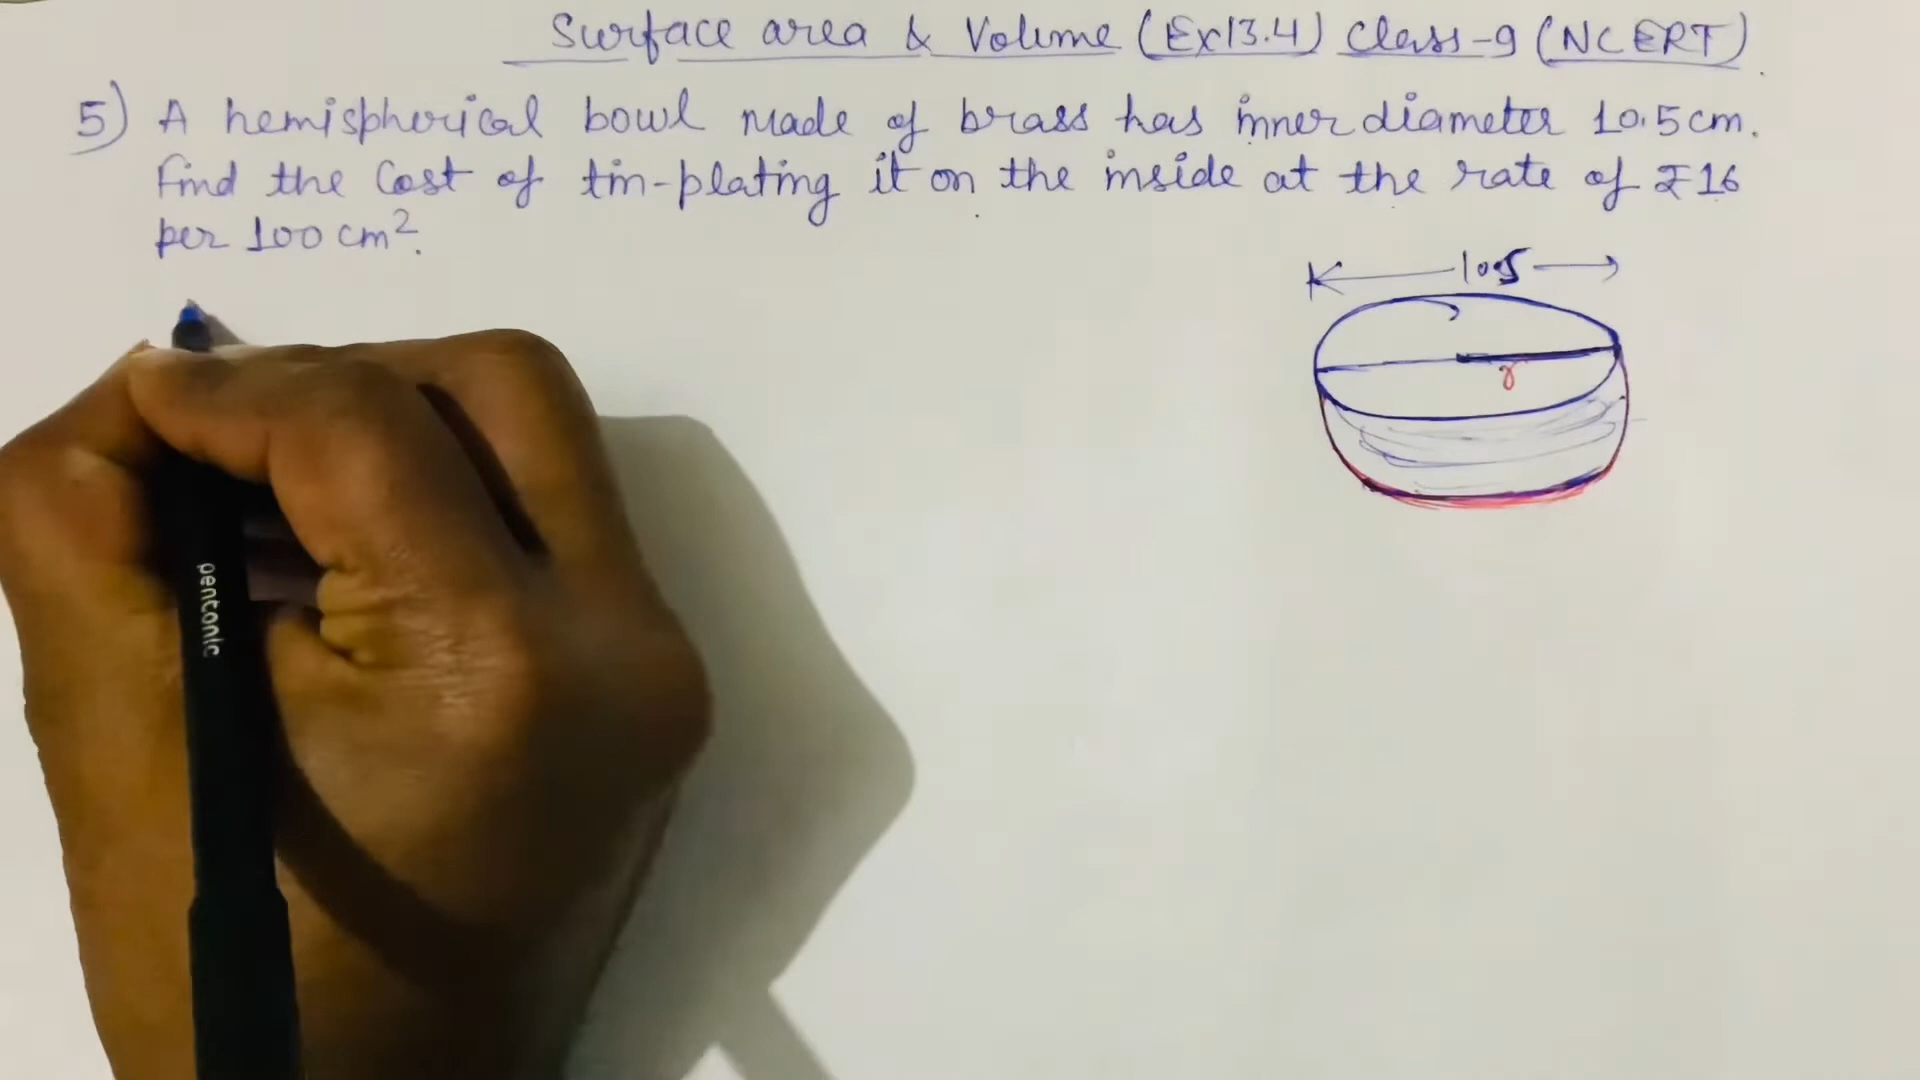 Surface area & Volume (Ex13.4) Class-9 (NCERT)
5) A hemispherical bowl made of brass has inner diameter 10.5cm.
Find the Cost of tin-plating it on the inside at the rate of ₹16
per 100 cm².
10.5
r
pentonic